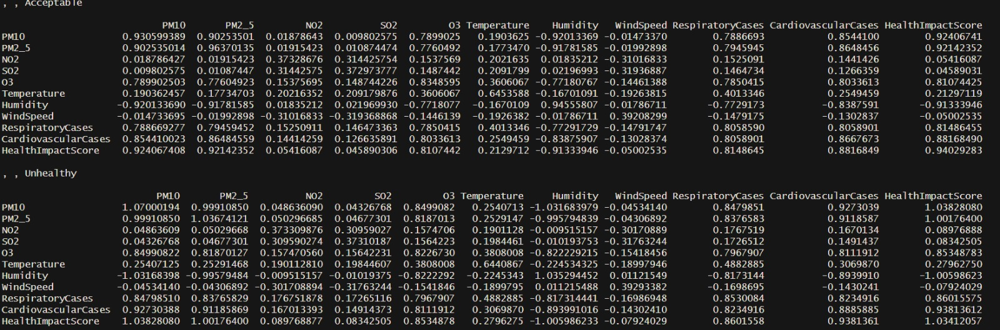 , , Acceptable
PM10 PM2_5 NO2 SO2 O3 Temperature Humidity WindSpeed RespiratoryCases CardiovascularCases HealthImpactScore
PM10 0.930599389 0.90253501 0.01878643 0.009802575 0.7899025 0.1903625 -0.92013369 -0.01473370 0.7886693 0.8544100 0.92406741
PM2_5 0.902535014 0.96370135 0.01915423 0.010874474 0.7760492 0.1773470 -0.91781585 -0.01992898 0.7945945 0.8648456 0.92142352
NO2 0.018786427 0.01915423 0.37328676 0.314425754 0.1537569 0.2021635 0.01835212 -0.31016833 0.1525091 0.1441426 0.05416087
SO2 0.009802575 0.01087447 0.31442575 0.372973777 0.1487442 0.2091799 0.02196993 -0.31936887 0.1464734 0.1266359 0.04589031
O3 0.789902503 0.77604923 0.15375695 0.148744226 0.8348595 0.3606067 -0.77180767 -0.14461388 0.7850415 0.8033613 0.81074425
Temperature 0.190362457 0.17734703 0.20216352 0.209179876 0.3606067 0.6453588 -0.16701091 -0.19263815 0.4013346 0.2549459 0.21297119
Humidity -0.920133690 -0.91781585 0.01835212 0.021969930 -0.7718077 -0.1670109 0.94555807 -0.01786711 -0.7729173 -0.8387591 -0.91333946
WindSpeed -0.014733695 -0.01992898 -0.31016833 -0.319368868 -0.1446139 -0.1926382 -0.01786711 0.39208299 -0.1479175 -0.1302837 -0.05002535
RespiratoryCases 0.788669277 0.79459452 0.15250911 0.146473363 0.7850415 0.4013346 -0.77291729 -0.14791747 0.8058590 0.8058901 0.81486455
CardiovascularCases 0.854410023 0.86484559 0.14414259 0.126635891 0.8033613 0.2549459 -0.83875907 -0.13028374 0.8058901 0.8667673 0.88168490
HealthImpactScore 0.924067408 0.92142352 0.05416087 0.045890306 0.8107442 0.2129712 -0.91333946 -0.05002535 0.8148645 0.8816849 0.94029283
, , Unhealthy
PM10 PM2_5 NO2 SO2 O3 Temperature Humidity WindSpeed RespiratoryCases CardiovascularCases HealthImpactScore
PM10 1.07000194 0.99910850 0.048636090 0.04326768 0.8499082 0.2540713 -1.031683979 -0.04534140 0.8479851 0.9273039 1.03828080
PM2_5 0.99910850 1.03674121 0.050296685 0.04677301 0.8187013 0.2529147 -0.995794839 -0.04306892 0.8376583 0.9118587 1.00176400
NO2 0.04863609 0.05029668 0.373309876 0.30959027 0.1574706 0.1901128 -0.009515157 -0.30170889 0.1767519 0.1670134 0.08976888
SO2 0.04326768 0.04677301 0.309590274 0.37310187 0.1564223 0.1984461 -0.010193753 -0.31763244 0.1726512 0.1491437 0.08342505
O3 0.84990822 0.81870127 0.157470560 0.15642231 0.8226730 0.3808008 -0.822229215 -0.15418456 0.7967907 0.8111912 0.85348783
Temperature 0.25407125 0.25291468 0.190112810 0.19844607 0.3808008 0.6440867 -0.224534325 -0.18997946 0.4882885 0.3069870 0.27962750
Humidity -1.03168398 -0.99579484 -0.009515157 -0.01019375 -0.8222292 -0.2245343 1.035294452 0.01121549 -0.8173144 -0.8939910 -1.00598623
WindSpeed -0.04534140 -0.04306892 -0.301708894 -0.31763244 -0.1541846 -0.1899795 0.011215488 0.39293382 -0.1698695 -0.1430241 -0.07924029
RespiratoryCases 0.84798510 0.83765829 0.176751878 0.17265116 0.7967907 0.4882885 -0.817314441 -0.16986948 0.8530084 0.8234916 0.86015575
CardiovascularCases 0.92730388 0.91185869 0.167013393 0.14914373 0.8111912 0.3069870 -0.893991016 -0.14302410 0.8234916 0.8885885 0.93813612
HealthImpactScore 1.03828080 1.00176400 0.089768877 0.08342505 0.8534878 0.2796275 -1.005986233 -0.07924029 0.8601558 0.9381361 1.03412057